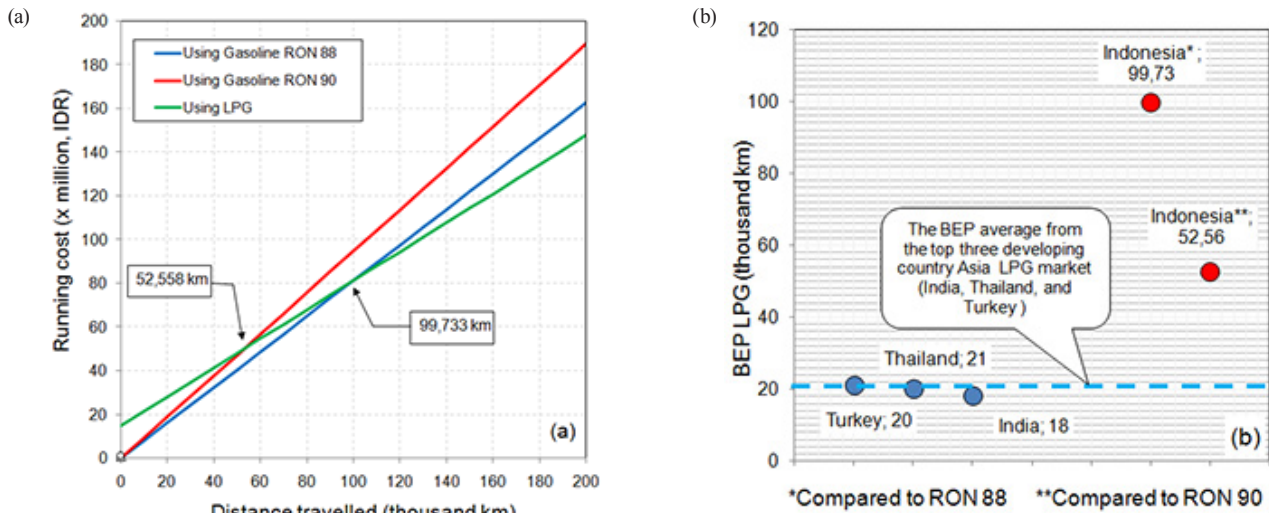 (a)
Running cost (x million, IDR)
200
180
160
140
120
100
80
60
40
20
0
Using Gasoline RON 88
Using Gasoline RON 90
Using LPG
52,558 km
99,733 km
(a)
0 20 40 60 80 100 120 140 160 180 200
Distance travelled (thousand km)
(b)
BEP LPG (thousand km)
120
100
80
60
40
20
0
Indonesia* ;
99,73
Indonesia**;
52,56
The BEP average from
the top three developing
country Asia LPG market
(India, Thailand, and
Turkey )
Thailand; 21
Turkey; 20
India; 18
(b)
*Compared to RON 88 **Compared to RON 90